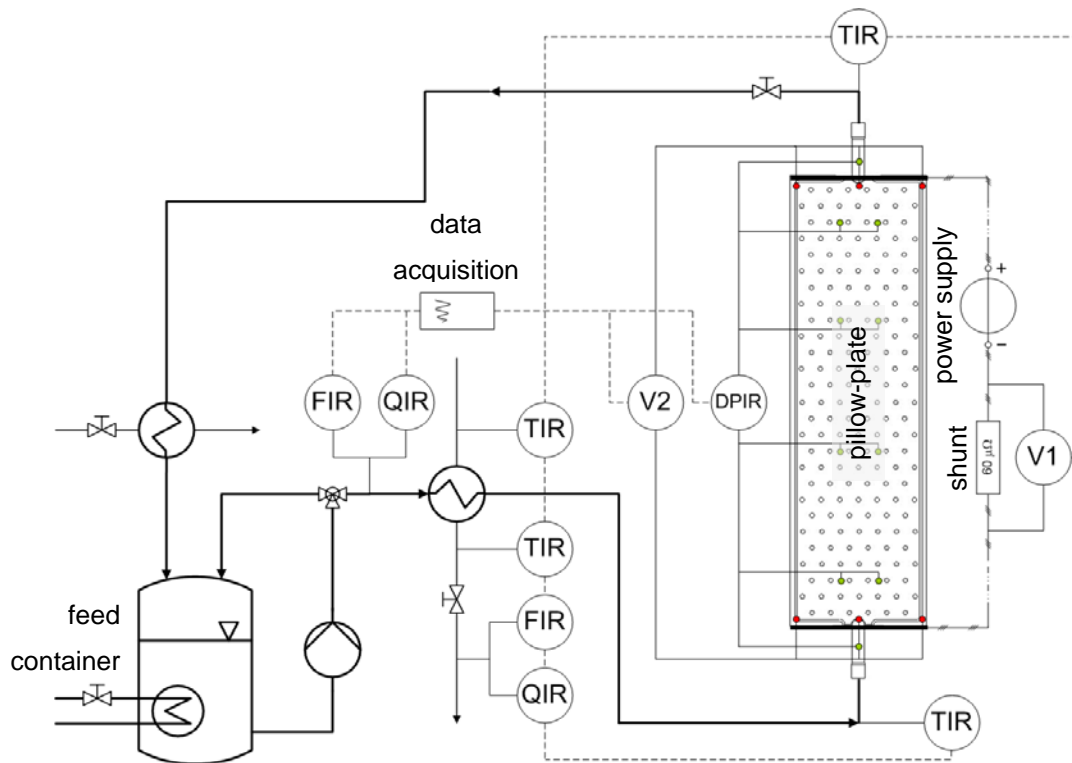 TIR
data
acquisition
power supply
+
−
pillow-plate
FIR
QIR
TIR
V2
DPIR
shunt
60 μΩ
V1
TIR
feed
container
FIR
QIR
TIR